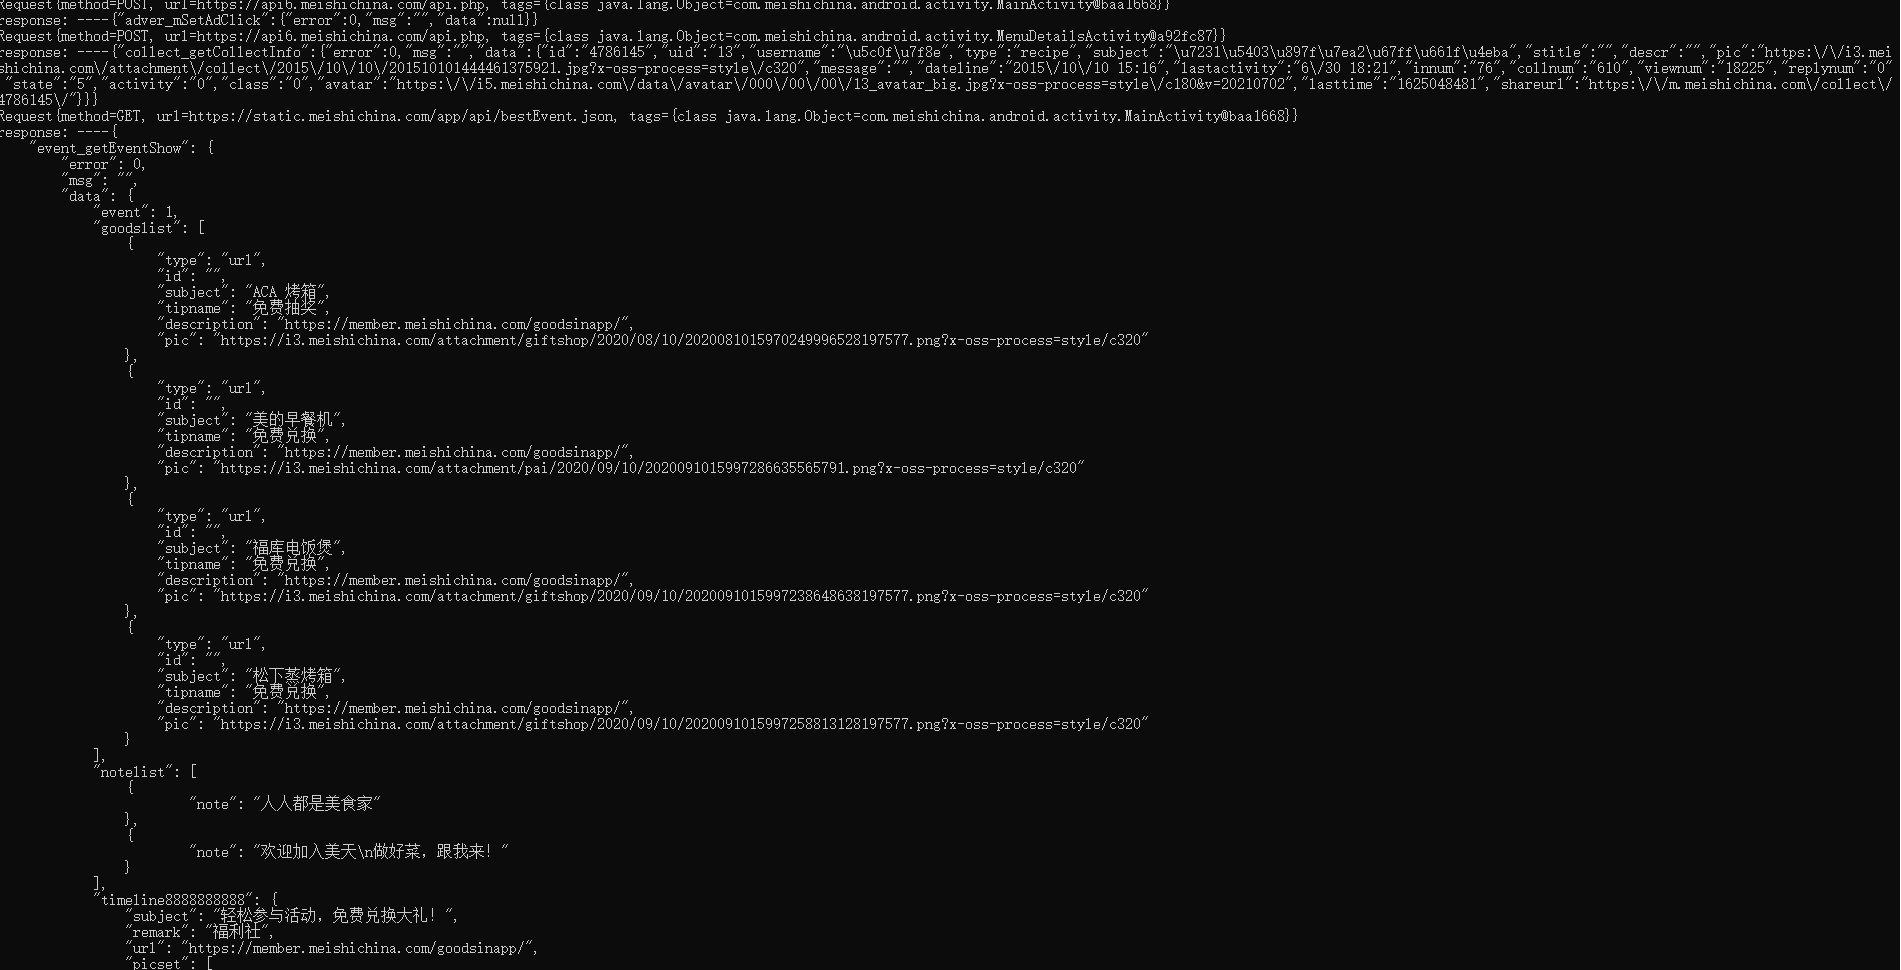 Request{method=POST, url=https://api6.meishichina.com/api.php, tags={class java.lang.Object=com.meishichina.android.activity.MainActivity@baa1668}}
response: ----{"adver_mSetAdClick":{"error":0,"msg":"","data":null}}
Request{method=POST, url=https://api6.meishichina.com/api.php, tags={class java.lang.Object=com.meishichina.android.activity.MenuDetailsActivity@a92fc87}}
response: ----{"collect_getCollectInfo":{"error":0,"msg":"","data":{"id":"4786145","uid":"13","username":"\u5c0f\u7f8e","type":"recipe","subject":"\u7231\u5403\u897f\u7ea2\u67ff\u661f\u4eba","stitle":"","descr":"","pic":"https:\/\/i3.mei
shichina.com\/attachment\/collect\/2015\/10\/10\/201510101444461375921.jpg?x-oss-process=style\/c320","message":"","dateline":"2015\/10\/10 15:16","lastactivity":"6\/30 18:21","innum":"76","collnum":"610","viewnum":"18225","replynum":"0"
"state":"5","activity":"0","class":"0","avatar":"https:\/\/i5.meishichina.com\/data\/avatar\/000\/00\/00\/13_avatar_big.jpg?x-oss-process=style\/c180&v=20210702","lasttime":"1625048481","shareurl":"https:\/\/m.meishichina.com\/collect\/
4786145\/"}}}
Request{method=GET, url=https://static.meishichina.com/app/api/bestEvent.json, tags={class java.lang.Object=com.meishichina.android.activity.MainActivity@baa1668}}
response: ----{
"event_getEventShow": {
"error": 0,
"msg": "",
"data": {
"event": 1,
"goodslist": [
{
"type": "url",
"id": "",
"subject": "ACA 烤箱",
"tipname": "免费抽奖",
"description": "https://member.meishichina.com/goodsinapp/",
"pic": "https://i3.meishichina.com/attachment/giftshop/2020/08/10/2020081015970249996528197577.png?x-oss-process=style/c320"
},
{
"type": "url",
"id": "",
"subject": "美的早餐机",
"tipname": "免费兑换",
"description": "https://member.meishichina.com/goodsinapp/",
"pic": "https://i3.meishichina.com/attachment/pai/2020/09/10/2020091015997286635565791.png?x-oss-process=style/c320"
},
{
"type": "url",
"id": "",
"subject": "福库电饭煲",
"tipname": "免费兑换",
"description": "https://member.meishichina.com/goodsinapp/",
"pic": "https://i3.meishichina.com/attachment/giftshop/2020/09/10/2020091015997238648638197577.png?x-oss-process=style/c320"
},
{
"type": "url",
"id": "",
"subject": "松下蒸烤箱",
"tipname": "免费兑换",
"description": "https://member.meishichina.com/goodsinapp/",
"pic": "https://i3.meishichina.com/attachment/giftshop/2020/09/10/2020091015997258813128197577.png?x-oss-process=style/c320"
}
],
"notelist": [
{
"note": "人人都是美食家"
},
{
"note": "欢迎加入美天\n做好菜，跟我来！"
}
],
"timeline8888888888": {
"subject": "轻松参与活动，免费兑换大礼！",
"remark": "福利社",
"url": "https://member.meishichina.com/goodsinapp/",
"picset": [